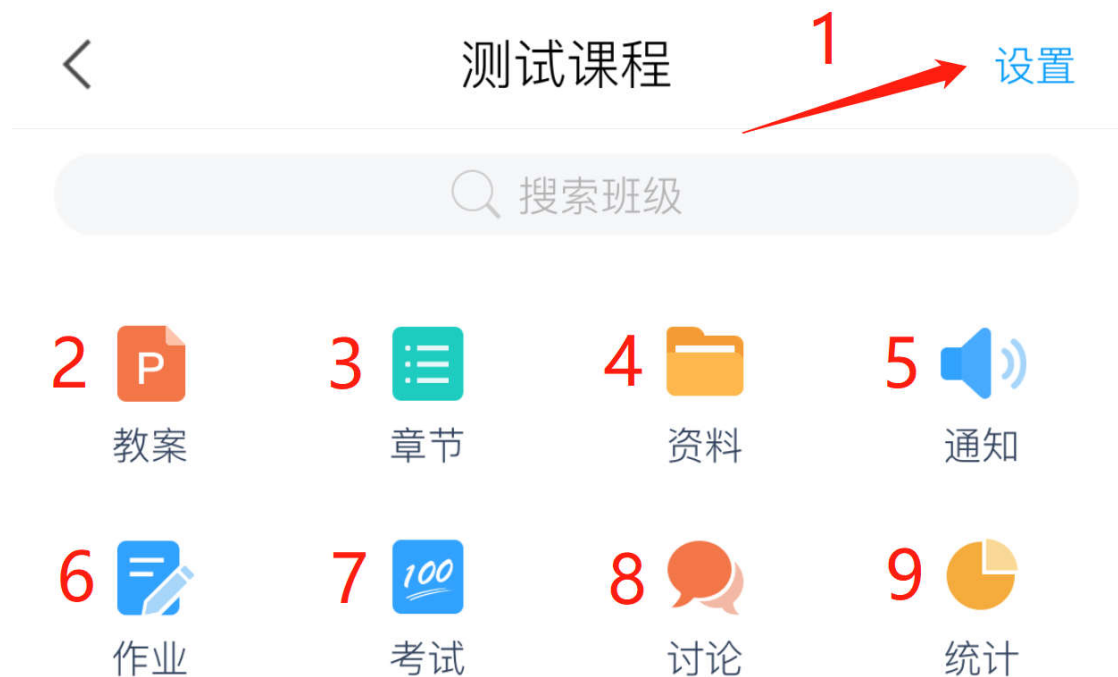 测试课程 1 设置
搜索班级
2 P 3 4 5
教案 章节 资料 通知
6 7 100 8 9
作业 考试 讨论 统计